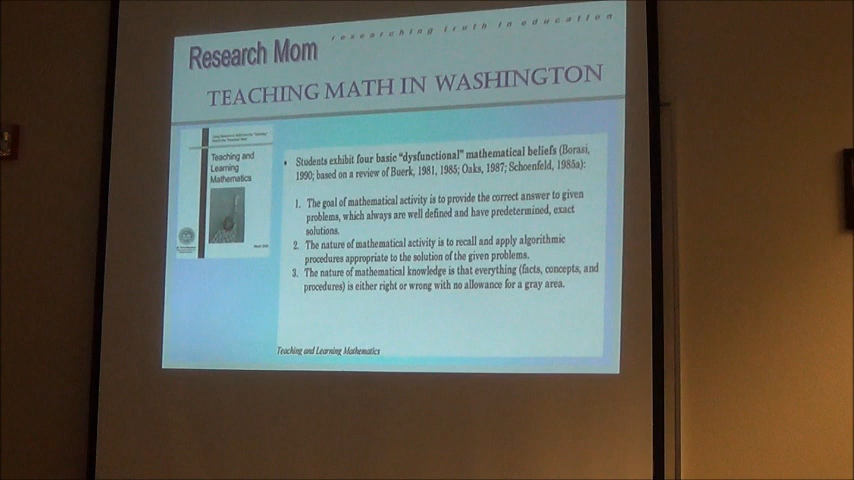 researching truth in education
Research Mom
TEACHING MATH IN WASHINGTON
Teaching and
Learning
Mathematics
• Students exhibit four basic "dysfunctional" mathematical beliefs (Borasi,
1990; based on a review of Buerk, 1981, 1985; Oaks, 1987; Schoenfeld, 1985a):
1. The goal of mathematical activity is to provide the correct answer to given
problems, which always are well defined and have predetermined, exact
solutions.
2. The nature of mathematical activity is to recall and apply algorithmic
procedures appropriate to the solution of the given problems.
3. The nature of mathematical knowledge is that everything (facts, concepts, and
procedures) is either right or wrong with no allowance for a gray area.
Teaching and Learning Mathematics